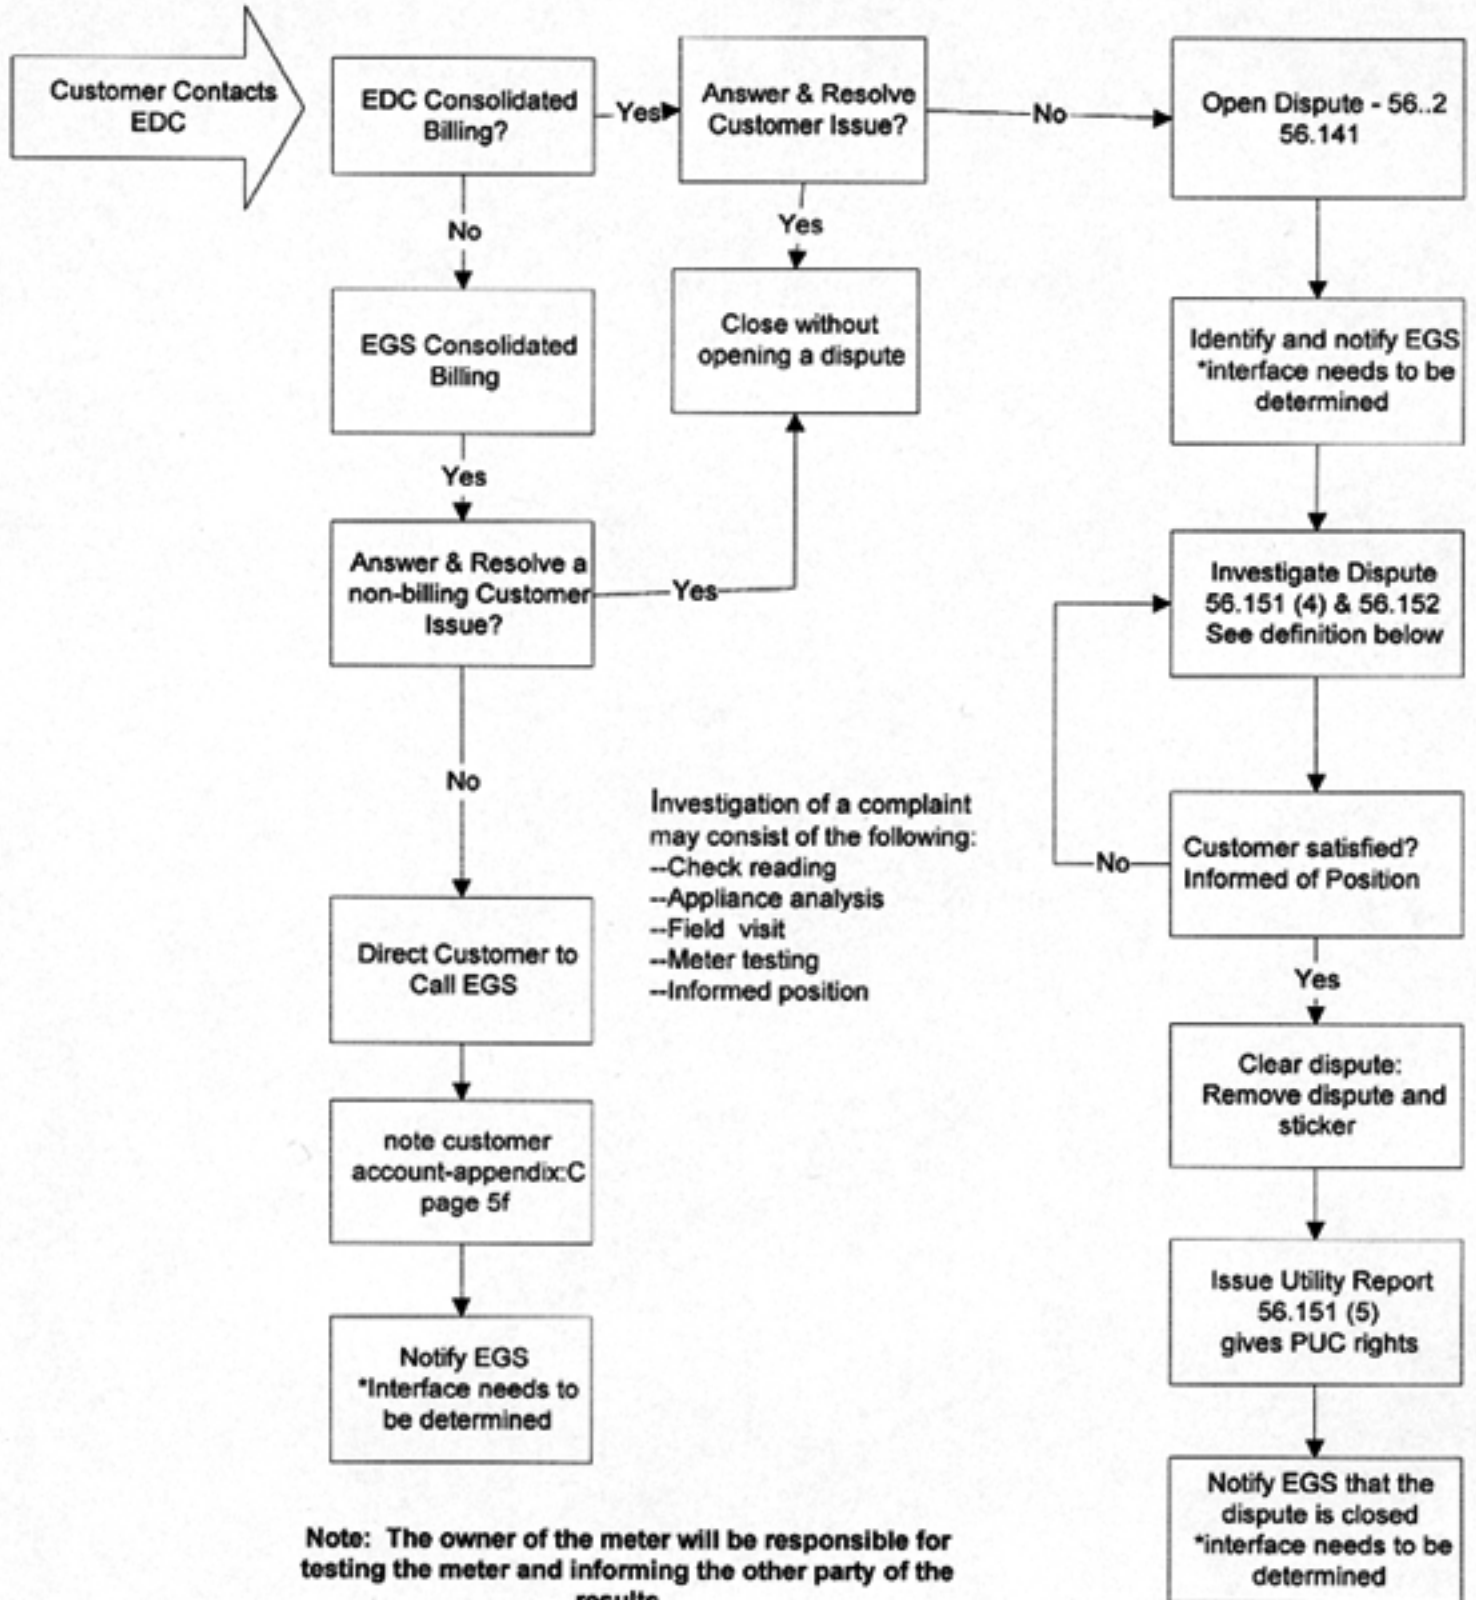 Customer Contacts
EDC
EDC Consolidated
Billing?
Yes
Answer & Resolve
Customer Issue?
No
Open Dispute - 56..2
56.141
No
Yes
EGS Consolidated
Billing
Close without
opening a dispute
Identify and notify EGS
*interface needs to be
determined
Yes
Answer & Resolve a
non-billing Customer
Issue?
Yes
Investigate Dispute
56.151 (4) & 56.152
See definition below
No
Investigation of a complaint
may consist of the following:
--Check reading
--Appliance analysis
--Field visit
--Meter testing
--Informed position
No
Customer satisfied?
Informed of Position
Yes
Direct Customer to
Call EGS
Clear dispute:
Remove dispute and
sticker
note customer
account-appendix:C
page 5f
Issue Utility Report
56.151 (5)
gives PUC rights
Notify EGS
*Interface needs to
be determined
Notify EGS that the
dispute is closed
*interface needs to be
determined
Note: The owner of the meter will be responsible for
testing the meter and informing the other party of the
results